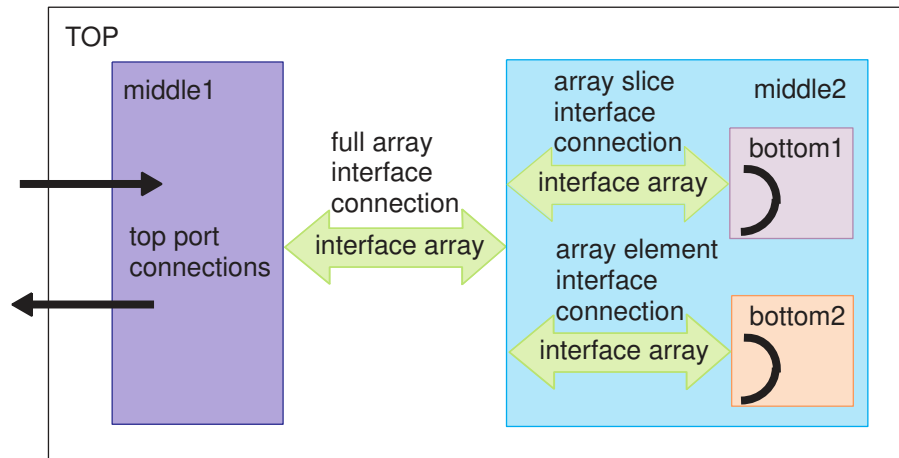 TOP
middle1
top port
connections
full array
interface
connection
interface array
middle2
array slice
interface
connection
interface array
bottom1
array element
interface
connection
interface array
bottom2